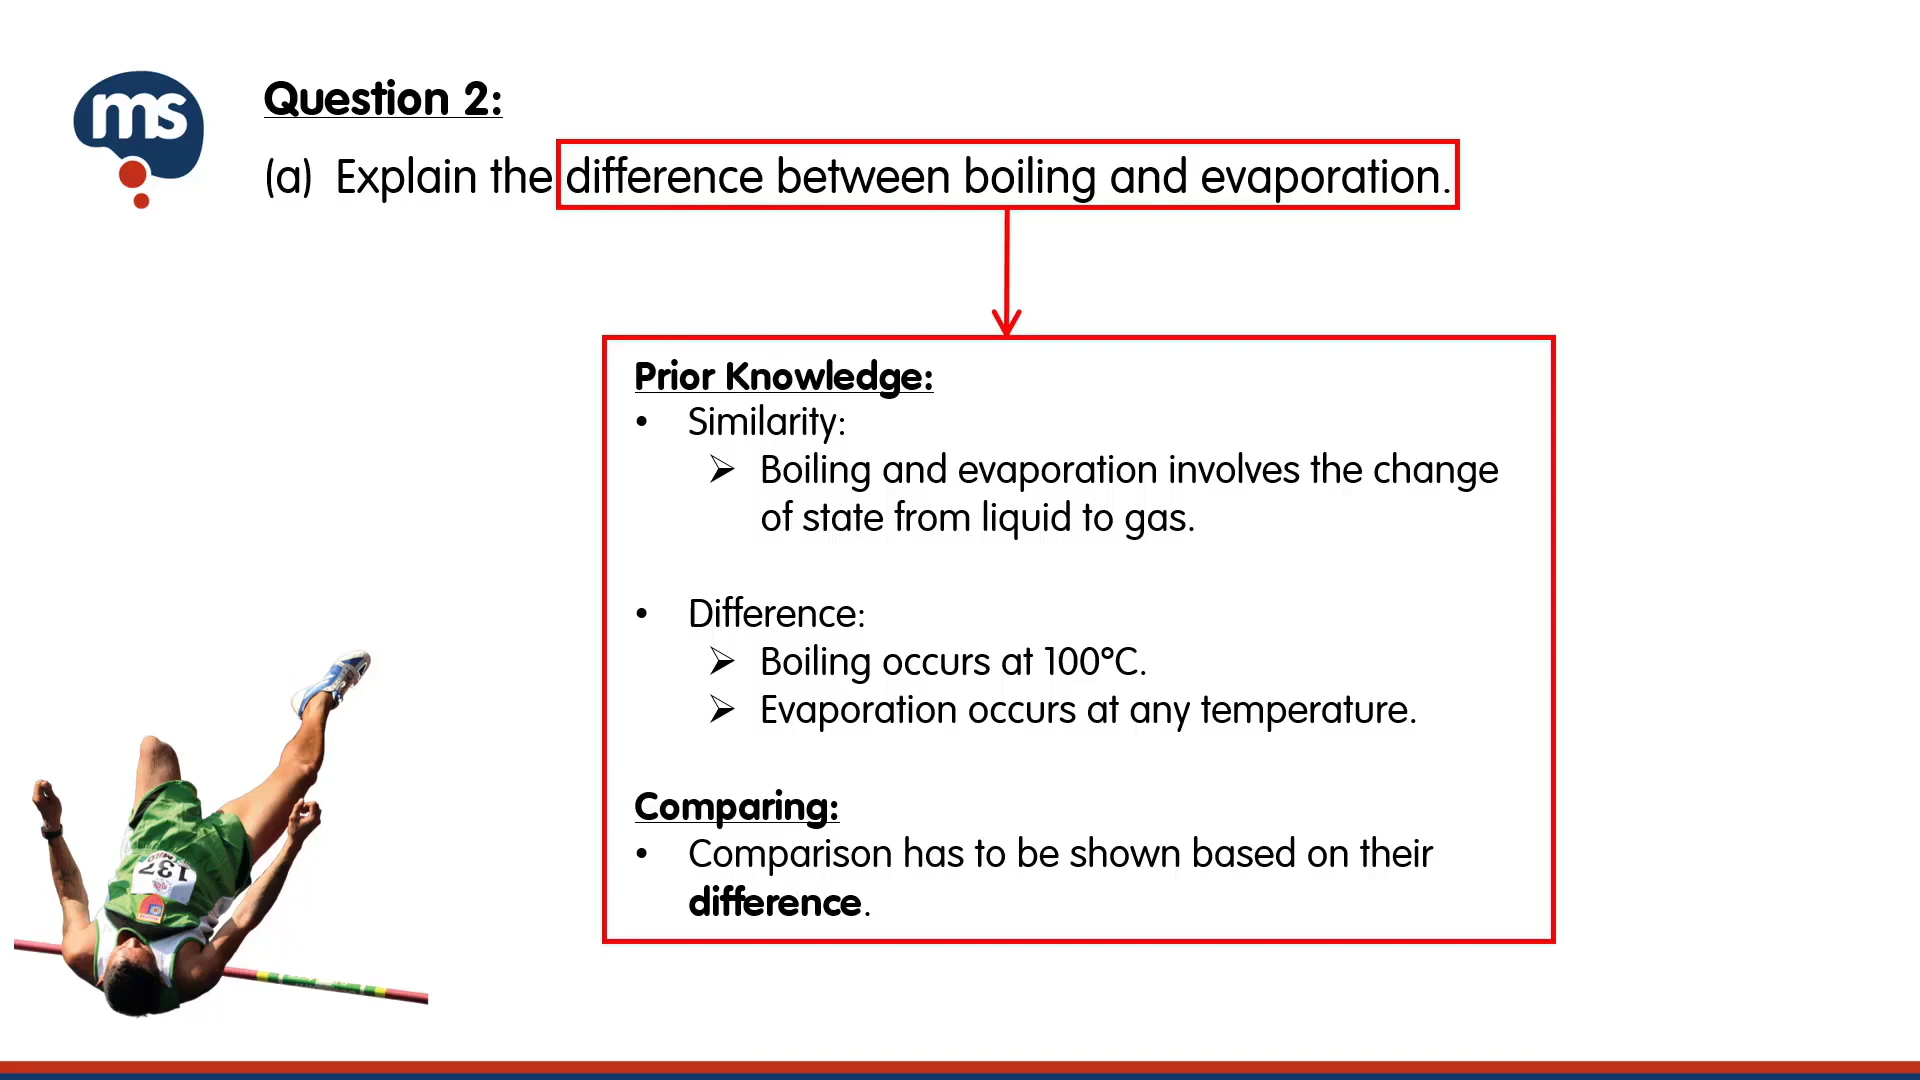 ms
Question 2:
(a) Explain the difference between boiling and evaporation.
Prior Knowledge:
• Similarity:
➢ Boiling and evaporation involves the change
of state from liquid to gas.
• Difference:
➢ Boiling occurs at 100°C.
➢ Evaporation occurs at any temperature.
Comparing:
• Comparison has to be shown based on their
difference.
137